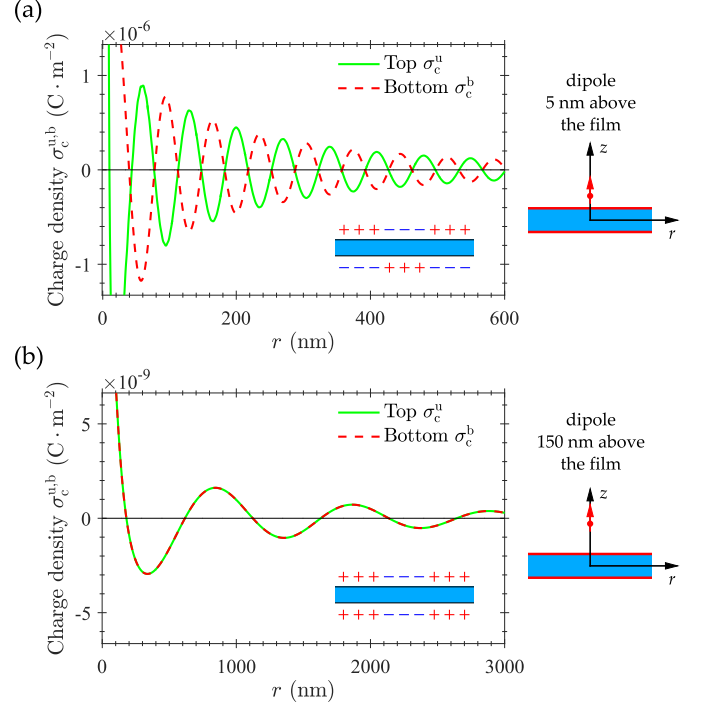 (a)
×10⁻⁶
Charge density σ_c^{u,b} (C · m⁻²)
1
0
-1
Top σ_c^u
Bottom σ_c^b
+ + + − − − + + +
− − − + + + − − −
0 200 400 600
r (nm)
dipole
5 nm above
the film
z
r
(b)
×10⁻⁹
Charge density σ_c^{u,b} (C · m⁻²)
5
0
-5
Top σ_c^u
Bottom σ_c^b
+ + + − − − + + +
+ + + − − − + + +
0 1000 2000 3000
r (nm)
dipole
150 nm above
the film
z
r